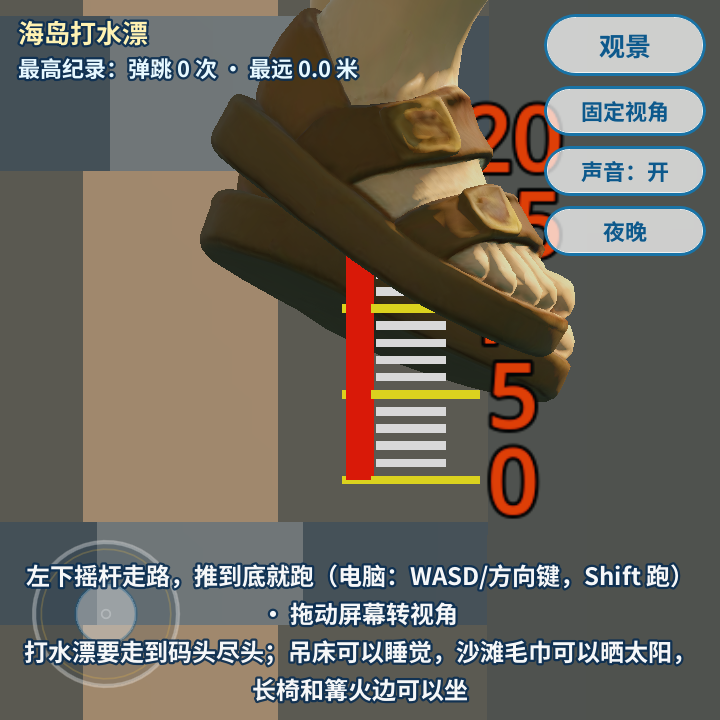 海岛打水漂
最高纪录：弹跳 0 次 · 最远 0.0 米
观景
固定视角
声音：开
夜晚
20
5
5
0
左下摇杆走路，推到底就跑（电脑：WASD/方向键，Shift 跑）
· 拖动屏幕转视角
打水漂要走到码头尽头；吊床可以睡觉，沙滩毛巾可以晒太阳，
长椅和篝火边可以坐